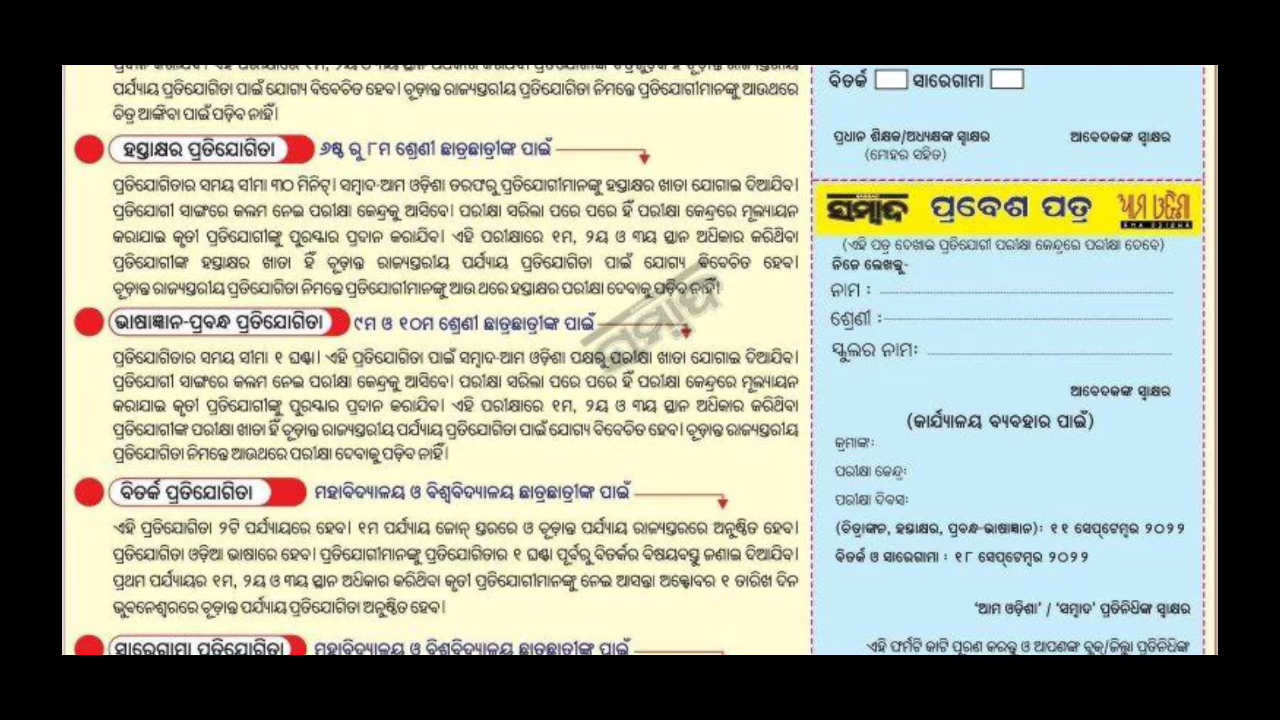 ପର୍ଯ୍ୟାୟ ପ୍ରତିଯୋଗିତା ପାଇଁ ଯୋଗ୍ୟ ବିବେଚିତ ହେବ। ଚୂଡ଼ାନ୍ତ ରାଜ୍ୟସ୍ତରୀୟ ପ୍ରତିଯୋଗିତା ନିମନ୍ତେ ପ୍ରତିଯୋଗୀମାନଙ୍କୁ ଆଉଥରେ
ଚିତ୍ର ଆଙ୍କିବା ପାଇଁ ପଡ଼ିବ ନାହିଁ।
ହସ୍ତାକ୍ଷର ପ୍ରତିଯୋଗିତା ୬ଷ୍ଠ ରୁ ୮ମ ଶ୍ରେଣୀ ଛାତ୍ରଛାତ୍ରୀଙ୍କ ପାଇଁ
ପ୍ରତିଯୋଗିତାର ସମୟ ସୀମା ୩୦ ମିନିଟ୍। ସମ୍ବାଦ-ଆମ ଓଡ଼ିଶା ତରଫରୁ ପ୍ରତିଯୋଗୀମାନଙ୍କୁ ହସ୍ତାକ୍ଷର ଖାତା ଯୋଗାଇ ଦିଆଯିବ।
ପ୍ରତିଯୋଗୀ ସାଙ୍ଗରେ କଲମ ନେଇ ପରୀକ୍ଷା କେନ୍ଦ୍ରକୁ ଆସିବେ। ପରୀକ୍ଷା ସରିଲା ପରେ ପରେ ହିଁ ପରୀକ୍ଷା କେନ୍ଦ୍ରରେ ମୂଲ୍ୟାୟନ
କରାଯାଇ କୃତୀ ପ୍ରତିଯୋଗୀଙ୍କୁ ପୁରସ୍କାର ପ୍ରଦାନ କରାଯିବ। ଏହି ପରୀକ୍ଷାରେ ୧ମ, ୨ୟ ଓ ୩ୟ ସ୍ଥାନ ଅଧିକାର କରିଥିବା
ପ୍ରତିଯୋଗୀଙ୍କ ହସ୍ତାକ୍ଷର ଖାତା ହିଁ ଚୂଡ଼ାନ୍ତ ରାଜ୍ୟସ୍ତରୀୟ ପର୍ଯ୍ୟାୟ ପ୍ରତିଯୋଗିତା ପାଇଁ ଯୋଗ୍ୟ ବିବେଚିତ ହେବ।
ଚୂଡ଼ାନ୍ତ ରାଜ୍ୟସ୍ତରୀୟ ପ୍ରତିଯୋଗିତା ନିମନ୍ତେ ପ୍ରତିଯୋଗୀମାନଙ୍କୁ ଆଉ ଥରେ ହସ୍ତାକ୍ଷର ପରୀକ୍ଷା ଦେବାକୁ ପଡ଼ିବ ନାହିଁ।
ଭାଷାଜ୍ଞାନ-ପ୍ରବନ୍ଧ ପ୍ରତିଯୋଗିତା ୯ମ ଓ ୧୦ମ ଶ୍ରେଣୀ ଛାତ୍ରଛାତ୍ରୀଙ୍କ ପାଇଁ
ପ୍ରତିଯୋଗିତାର ସମୟ ସୀମା ୧ ଘଣ୍ଟା। ଏହି ପ୍ରତିଯୋଗିତା ପାଇଁ ସମ୍ବାଦ-ଆମ ଓଡ଼ିଶା ପକ୍ଷରୁ ପରୀକ୍ଷା ଖାତା ଯୋଗାଇ ଦିଆଯିବ।
ପ୍ରତିଯୋଗୀ ସାଙ୍ଗରେ କଲମ ନେଇ ପରୀକ୍ଷା କେନ୍ଦ୍ରକୁ ଆସିବେ। ପରୀକ୍ଷା ସରିଲା ପରେ ପରେ ହିଁ ପରୀକ୍ଷା କେନ୍ଦ୍ରରେ ମୂଲ୍ୟାୟନ
କରାଯାଇ କୃତୀ ପ୍ରତିଯୋଗୀଙ୍କୁ ପୁରସ୍କାର ପ୍ରଦାନ କରାଯିବ। ଏହି ପରୀକ୍ଷାରେ ୧ମ, ୨ୟ ଓ ୩ୟ ସ୍ଥାନ ଅଧିକାର କରିଥିବା
ପ୍ରତିଯୋଗୀଙ୍କ ପରୀକ୍ଷା ଖାତା ହିଁ ଚୂଡ଼ାନ୍ତ ରାଜ୍ୟସ୍ତରୀୟ ପର୍ଯ୍ୟାୟ ପ୍ରତିଯୋଗିତା ପାଇଁ ଯୋଗ୍ୟ ବିବେଚିତ ହେବ। ଚୂଡ଼ାନ୍ତ ରାଜ୍ୟସ୍ତରୀୟ
ପ୍ରତିଯୋଗିତା ନିମନ୍ତେ ଆଉଥରେ ପରୀକ୍ଷା ଦେବାକୁ ପଡ଼ିବ ନାହିଁ।
ବିତର୍କ ପ୍ରତିଯୋଗିତା ମହାବିଦ୍ୟାଳୟ ଓ ବିଶ୍ୱବିଦ୍ୟାଳୟ ଛାତ୍ରଛାତ୍ରୀଙ୍କ ପାଇଁ
ଏହି ପ୍ରତିଯୋଗିତା ୨ଟି ପର୍ଯ୍ୟାୟରେ ହେବ। ୧ମ ପର୍ଯ୍ୟାୟ ଜୋନ୍ ସ୍ତରରେ ଓ ଚୂଡ଼ାନ୍ତ ପର୍ଯ୍ୟାୟ ରାଜ୍ୟସ୍ତରରେ ଅନୁଷ୍ଠିତ ହେବ।
ପ୍ରତିଯୋଗିତା ଓଡ଼ିଆ ଭାଷାରେ ହେବ। ପ୍ରତିଯୋଗୀମାନଙ୍କୁ ପ୍ରତିଯୋଗିତାର ୧ ଘଣ୍ଟା ପୂର୍ବରୁ ବିତର୍କର ବିଷୟବସ୍ତୁ ଜଣାଇ ଦିଆଯିବ।
ପ୍ରଥମ ପର୍ଯ୍ୟାୟର ୧ମ, ୨ୟ ଓ ୩ୟ ସ୍ଥାନ ଅଧିକାର କରିଥିବା କୃତୀ ପ୍ରତିଯୋଗୀମାନଙ୍କୁ ନେଇ ଆସନ୍ତା ଅକ୍ଟୋବର ୧ ତାରିଖ ଦିନ
ଭୁବନେଶ୍ୱରରେ ଚୂଡ଼ାନ୍ତ ପର୍ଯ୍ୟାୟ ପ୍ରତିଯୋଗିତା ଅନୁଷ୍ଠିତ ହେବ।
ସାରେଗାମା ପ୍ରତିଯୋଗିତା ମହାବିଦ୍ୟାଳୟ ଓ ବିଶ୍ୱବିଦ୍ୟାଳୟ ଛାତ୍ରଛାତ୍ରୀଙ୍କ ପାଇଁ
ବିତର୍କ ସାରେଗାମା
ପ୍ରଧାନ ଶିକ୍ଷକ/ଅଧ୍ୟକ୍ଷଙ୍କ ସ୍ୱାକ୍ଷର ଆବେଦକଙ୍କ ସ୍ୱାକ୍ଷର
(ମୋହର ସହିତ)
ସମ୍ବାଦ ପ୍ରବେଶ ପତ୍ର ଆମ ଓଡ଼ିଶା
AMA ODISHA
(ଏହି ପତ୍ର ଦେଖାଇ ପ୍ରତିଯୋଗୀ ପରୀକ୍ଷା କେନ୍ଦ୍ରରେ ପରୀକ୍ଷା ଦେବେ)
ନିଜେ ଲେଖନ୍ତୁ-
ନାମ :
ଶ୍ରେଣୀ :
ସ୍କୁଲର ନାମ:
ଆବେଦକଙ୍କ ସ୍ୱାକ୍ଷର
(କାର୍ଯ୍ୟାଳୟ ବ୍ୟବହାର ପାଇଁ)
କ୍ରମାଙ୍କ:
ପରୀକ୍ଷା କେନ୍ଦ୍ର:
ପରୀକ୍ଷା ଦିବସ:
(ଚିତ୍ରାଙ୍କନ, ହସ୍ତାକ୍ଷର, ପ୍ରବନ୍ଧ-ଭାଷାଜ୍ଞାନ): ୧୧ ସେପ୍ଟେମ୍ବର ୨୦୨୨
ବିତର୍କ ଓ ସାରେଗାମା : ୧୮ ସେପ୍ଟେମ୍ବର ୨୦୨୨
'ଆମ ଓଡ଼ିଶା' / 'ସମ୍ବାଦ' ପ୍ରତିନିଧିଙ୍କ ସ୍ୱାକ୍ଷର
ଏହି ଫର୍ମଟି କାଟି ପୂରଣ କରନ୍ତୁ ଓ ଆପଣଙ୍କ ବ୍ଲକ୍/ଜିଲ୍ଲା ପ୍ରତିନିଧିଙ୍କ